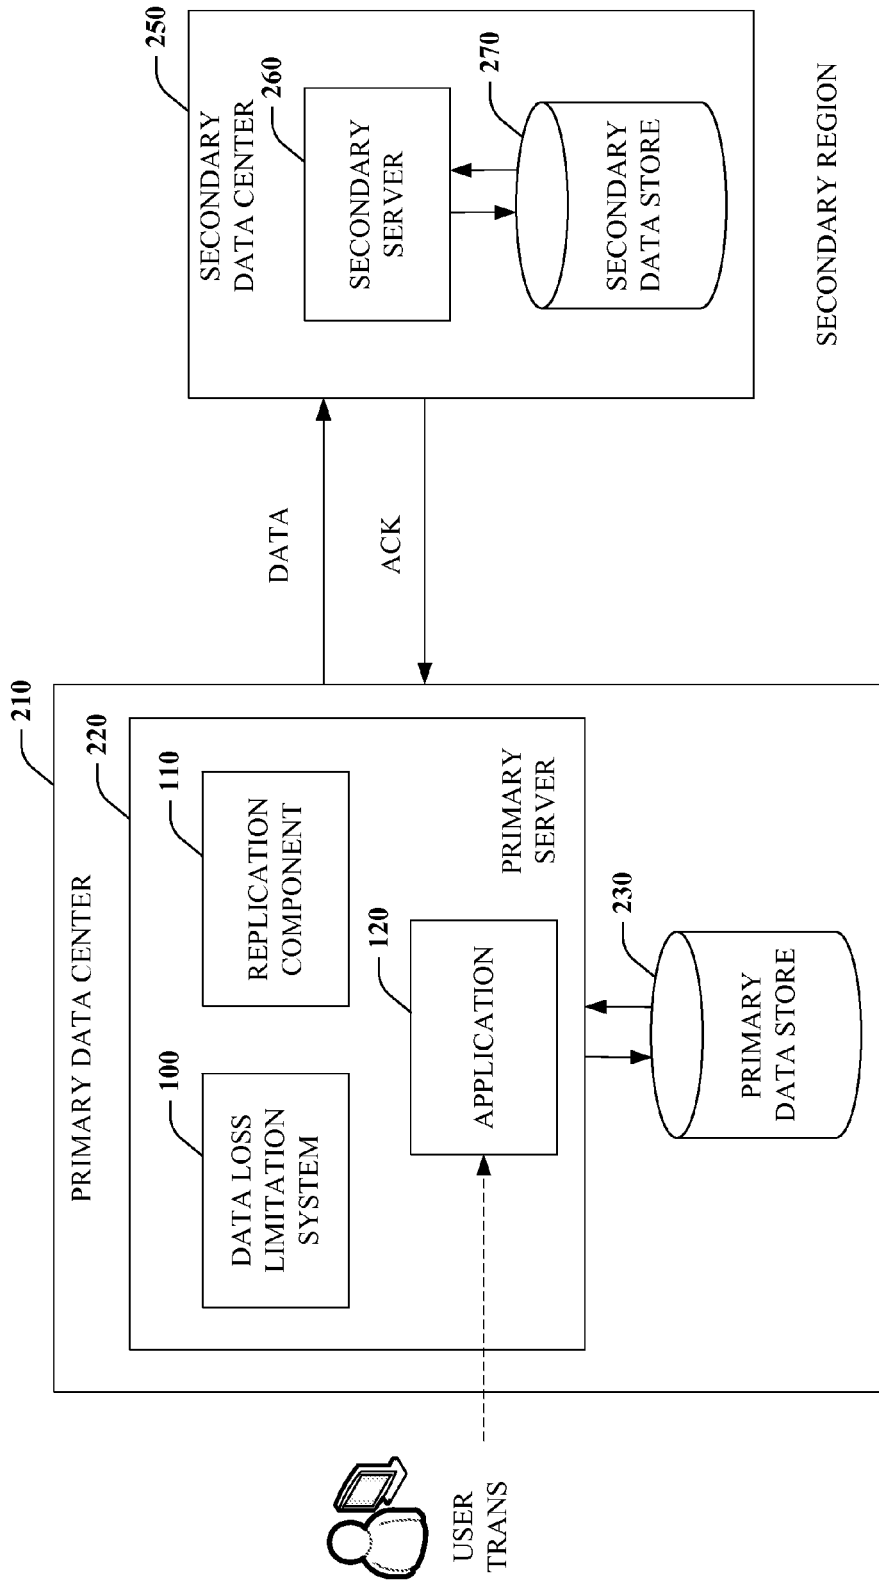 PRIMARY DATA CENTER
210
220
DATA LOSS
LIMITATION
SYSTEM
100
REPLICATION
COMPONENT
110
APPLICATION
120
PRIMARY
SERVER
PRIMARY
DATA STORE
230
USER
TRANS
DATA
ACK
SECONDARY
DATA CENTER
250
SECONDARY
SERVER
260
SECONDARY
DATA STORE
270
SECONDARY REGION